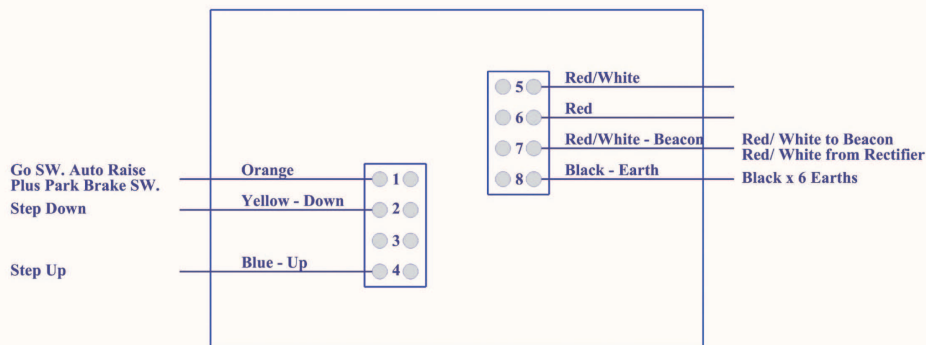 5 Red/White
6 Red
7 Red/White - Beacon Red/ White to Beacon
Red/ White from Rectifier
8 Black - Earth Black x 6 Earths
Go SW. Auto Raise
Plus Park Brake SW.
Orange 1
Step Down Yellow - Down 2
3
Step Up Blue - Up 4